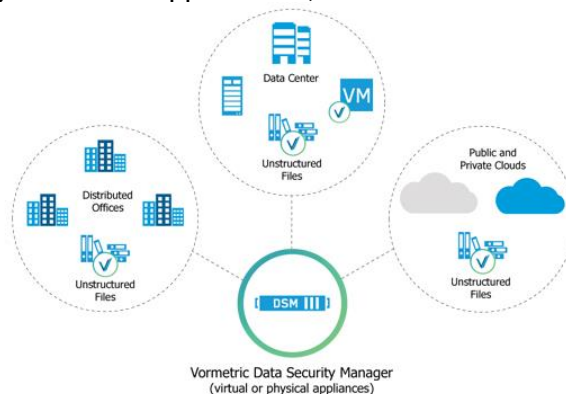 Data Center
VM
Unstructured
Files
Distributed
Offices
Unstructured
Files
Public and
Private Clouds
Unstructured
Files
DSM
Vormetric Data Security Manager
(virtual or physical appliances)